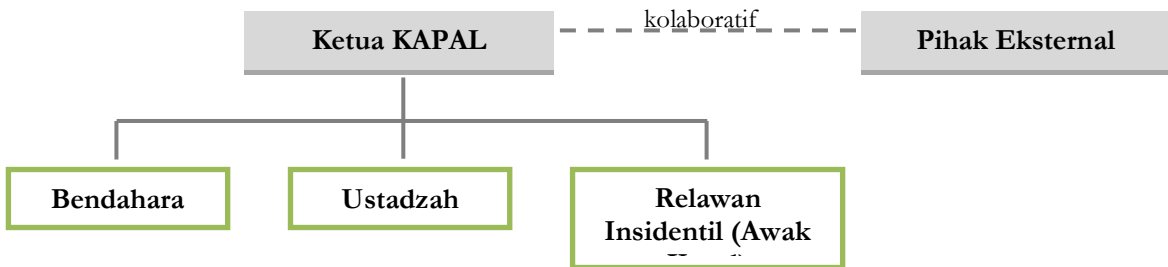 kolaboratif
Ketua KAPAL
Pihak Eksternal
Bendahara
Ustadzah
Relawan
Insidentil (Awak